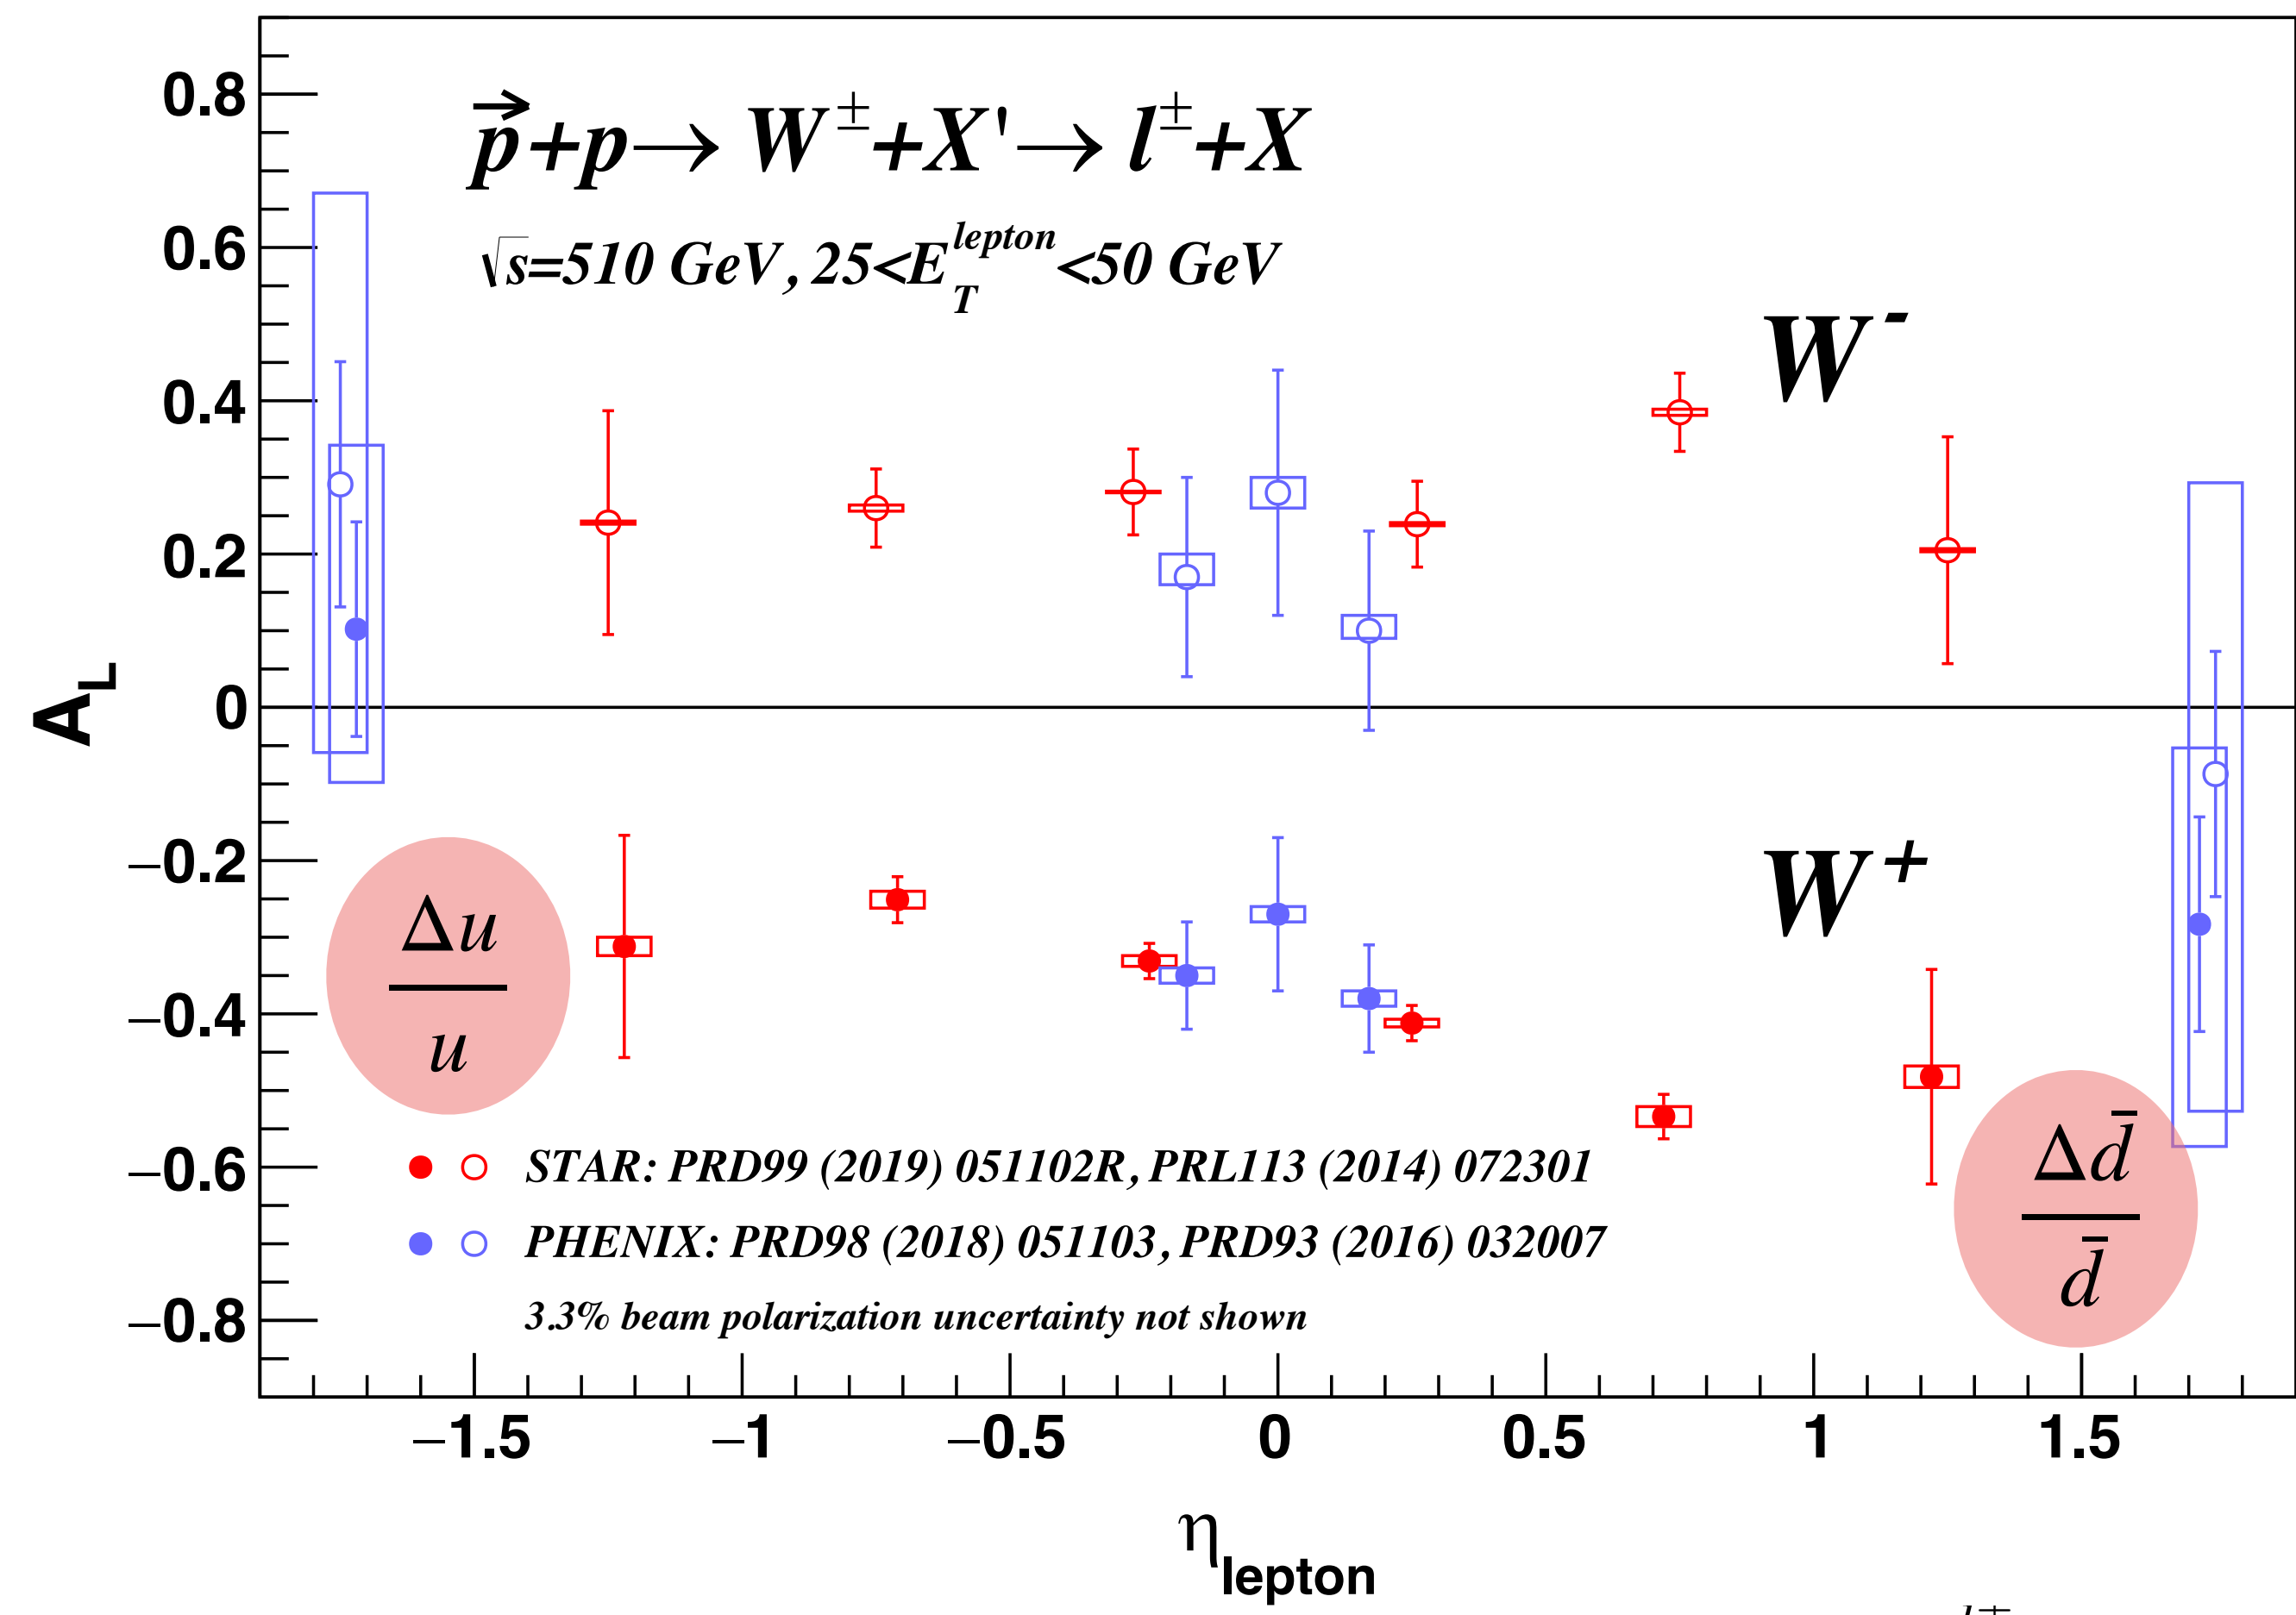 p⃗+p→ W±+X'→ l±+X
√s=510 GeV, 25<E_T^lepton<50 GeV
W-
W+
Δu
u
Δd̄
d̄
STAR: PRD99 (2019) 051102R, PRL113 (2014) 072301
PHENIX: PRD98 (2018) 051103, PRD93 (2016) 032007
3.3% beam polarization uncertainty not shown
A_L
0.8
0.6
0.4
0.2
0
−0.2
−0.4
−0.6
−0.8
−1.5 −1 −0.5 0 0.5 1 1.5
η_lepton